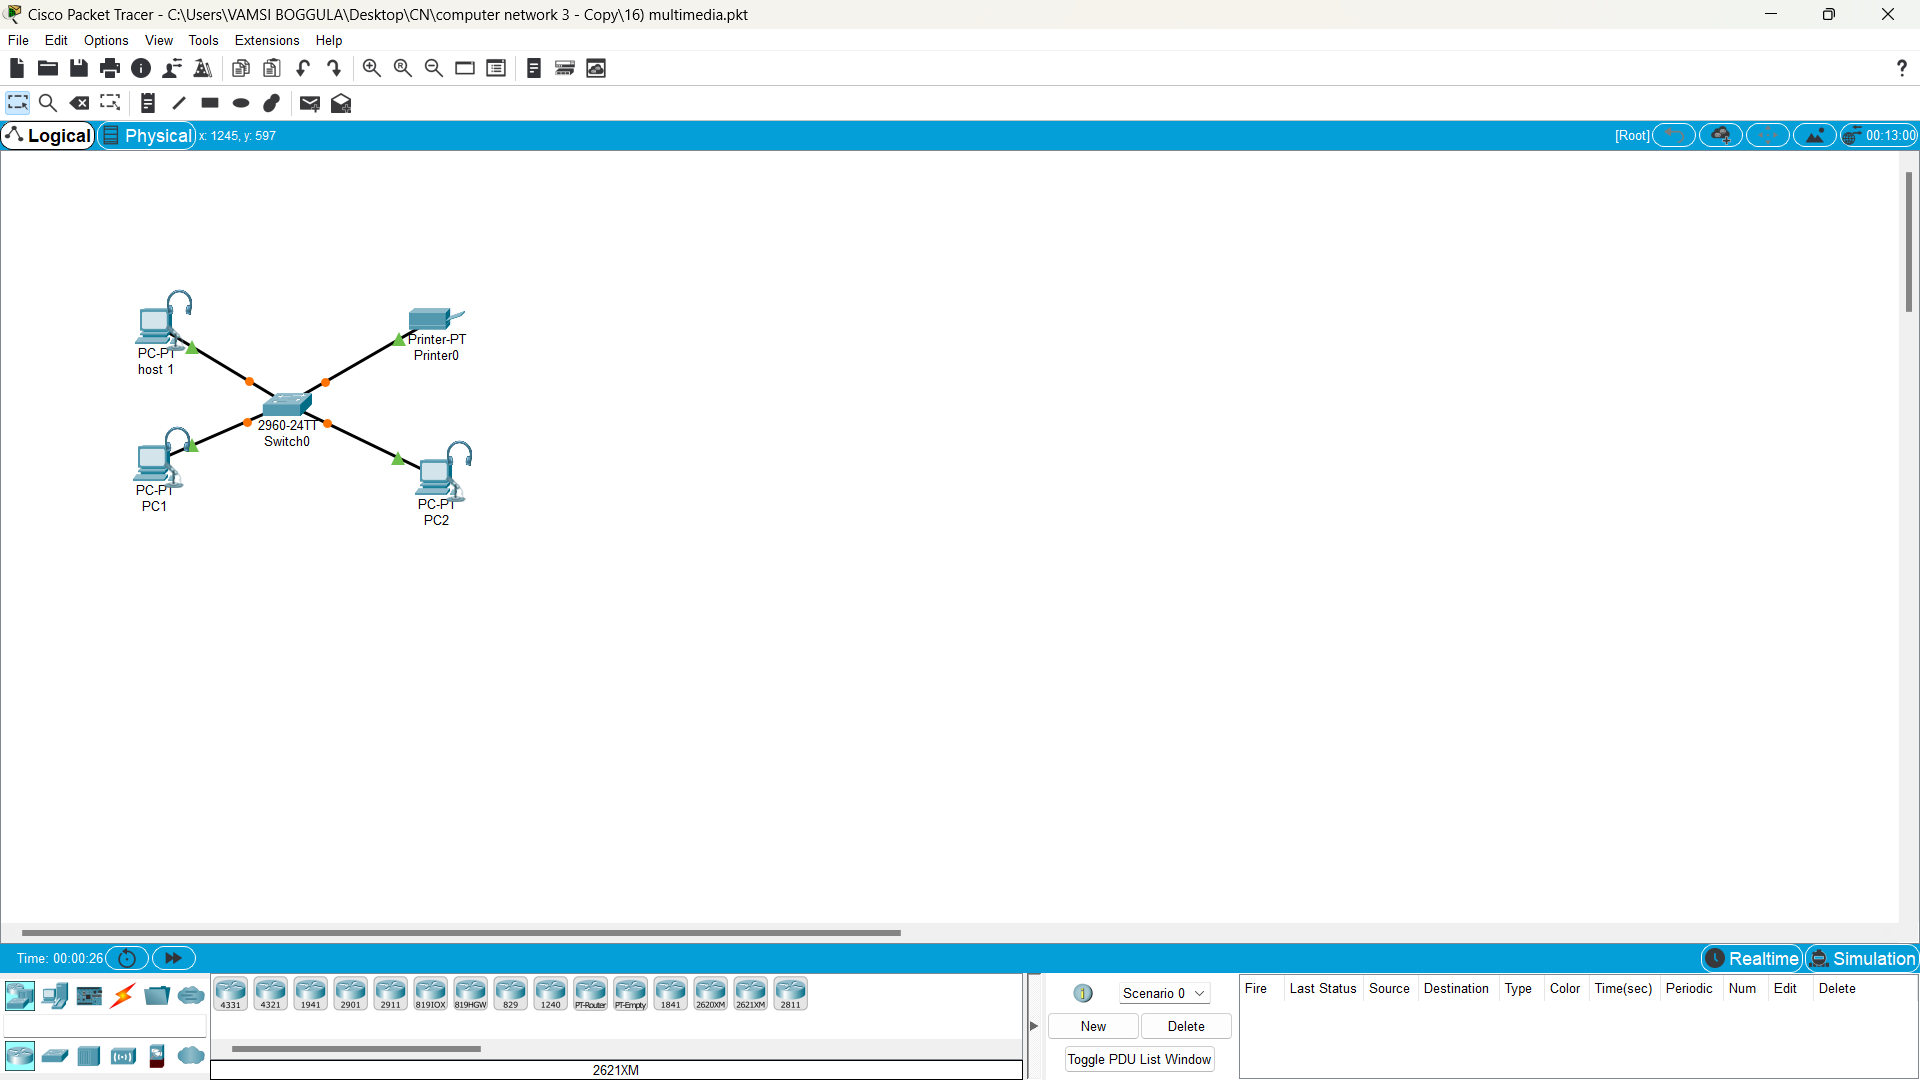 Cisco Packet Tracer - C:\Users\VAMSI BOGGULA\Desktop\CN\computer network 3 - Copy\16) multimedia.pkt
File Edit Options View Tools Extensions Help
?
Logical Physical x: 1245, y: 597 [Root] 00:13:00
PC-PT
host 1
Printer-PT
Printer0
2960-24TT
Switch0
PC-PT
PC1
PC-PT
PC2
Time: 00:00:26 Realtime Simulation
4331 4321 1941 2901 2911 819IOX 819HGW 829 1240 PT-Router PT-Empty 1841 2620XM 2621XM 2811
2621XM
Scenario 0
New Delete
Toggle PDU List Window
Fire Last Status Source Destination Type Color Time(sec) Periodic Num Edit Delete